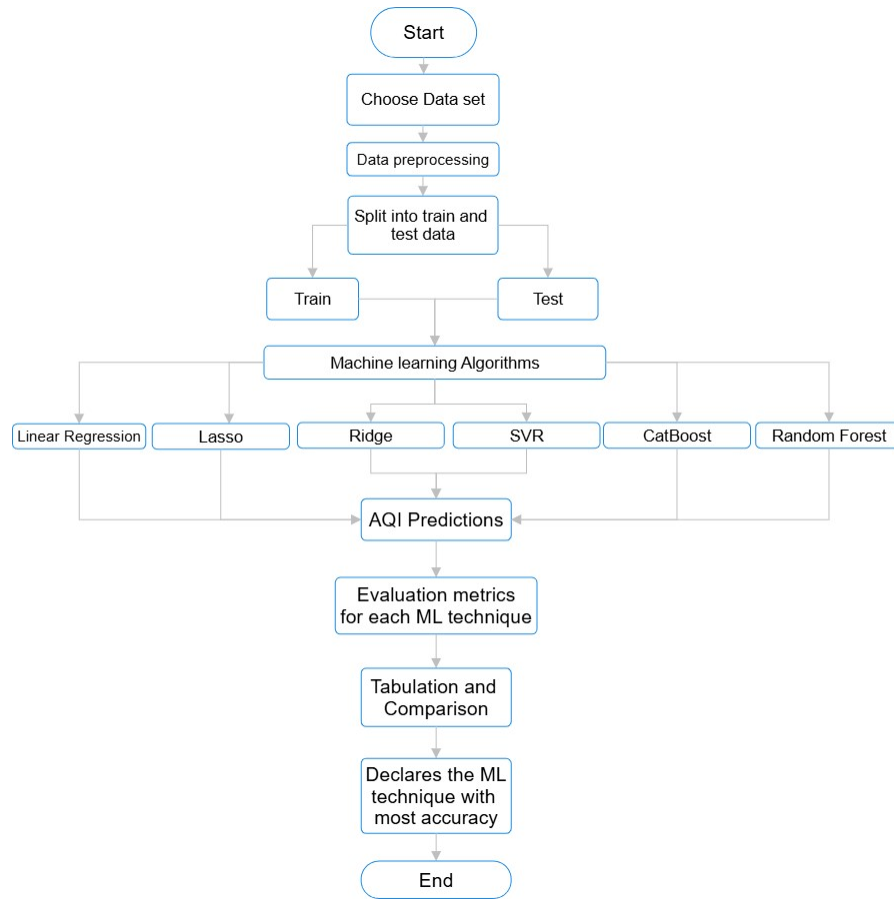 Start
Choose Data set
Data preprocessing
Split into train and
test data
Train
Test
Machine learning Algorithms
Linear Regression
Lasso
Ridge
SVR
CatBoost
Random Forest
AQI Predictions
Evaluation metrics
for each ML technique
Tabulation and
Comparison
Declares the ML
technique with
most accuracy
End